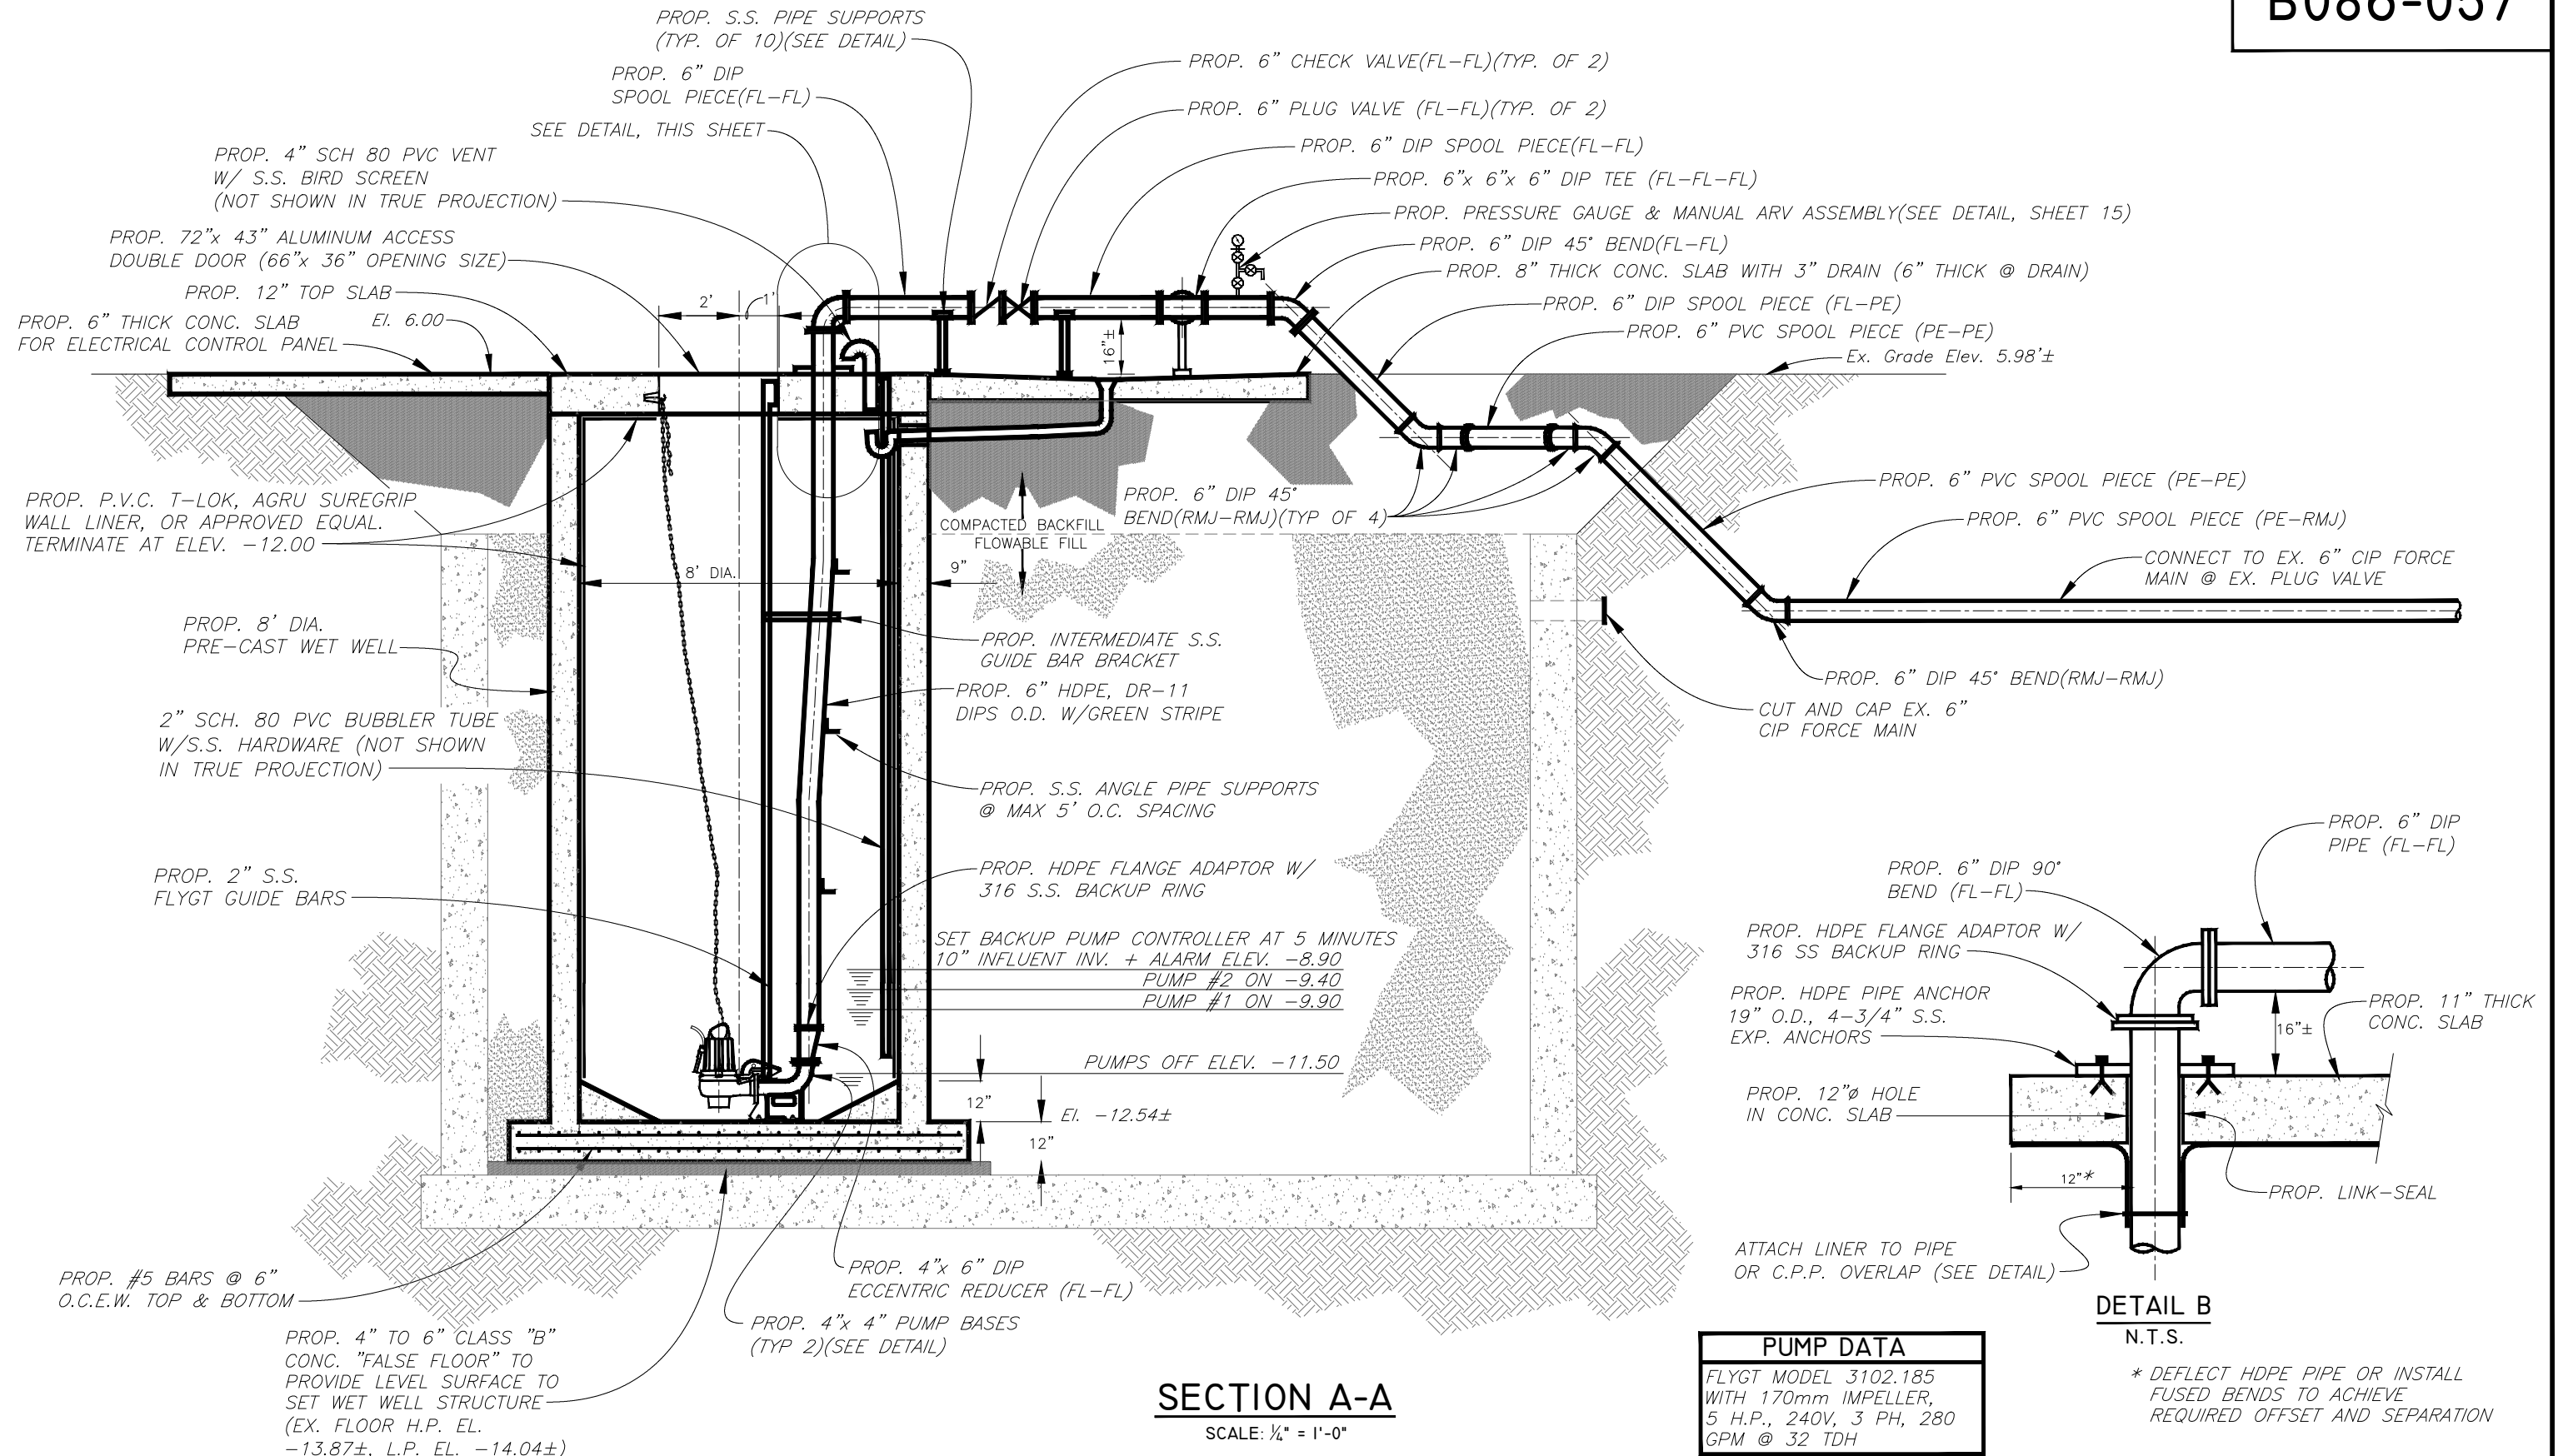 B086-057
PROP. S.S. PIPE SUPPORTS
(TYP. OF 10)(SEE DETAIL)
PROP. 6" DIP
SPOOL PIECE(FL-FL)
SEE DETAIL, THIS SHEET
PROP. 4" SCH 80 PVC VENT
W/ S.S. BIRD SCREEN
(NOT SHOWN IN TRUE PROJECTION)
PROP. 72"x 43" ALUMINUM ACCESS
DOUBLE DOOR (66"x 36" OPENING SIZE)
PROP. 12" TOP SLAB
PROP. 6" THICK CONC. SLAB
FOR ELECTRICAL CONTROL PANEL
El. 6.00
2'
1'
PROP. 6" CHECK VALVE(FL-FL)(TYP. OF 2)
PROP. 6" PLUG VALVE (FL-FL)(TYP. OF 2)
PROP. 6" DIP SPOOL PIECE(FL-FL)
PROP. 6"x 6"x 6" DIP TEE (FL-FL-FL)
PROP. PRESSURE GAUGE & MANUAL ARV ASSEMBLY(SEE DETAIL, SHEET 15)
PROP. 6" DIP 45° BEND(FL-FL)
PROP. 8" THICK CONC. SLAB WITH 3" DRAIN (6" THICK @ DRAIN)
PROP. 6" DIP SPOOL PIECE (FL-PE)
PROP. 6" PVC SPOOL PIECE (PE-PE)
Ex. Grade Elev. 5.98'±
16"±
PROP. P.V.C. T-LOK, AGRU SUREGRIP
WALL LINER, OR APPROVED EQUAL.
TERMINATE AT ELEV. -12.00
PROP. 6" DIP 45°
BEND(RMJ-RMJ)(TYP OF 4)
COMPACTED BACKFILL
FLOWABLE FILL
8' DIA.
9"
PROP. 6" PVC SPOOL PIECE (PE-PE)
PROP. 6" PVC SPOOL PIECE (PE-RMJ)
CONNECT TO EX. 6" CIP FORCE
MAIN @ EX. PLUG VALVE
PROP. 8' DIA.
PRE-CAST WET WELL
PROP. INTERMEDIATE S.S.
GUIDE BAR BRACKET
PROP. 6" HDPE, DR-11
DIPS O.D. W/GREEN STRIPE
PROP. 6" DIP 45° BEND(RMJ-RMJ)
CUT AND CAP EX. 6"
CIP FORCE MAIN
2" SCH. 80 PVC BUBBLER TUBE
W/S.S. HARDWARE (NOT SHOWN
IN TRUE PROJECTION)
PROP. S.S. ANGLE PIPE SUPPORTS
@ MAX 5' O.C. SPACING
PROP. 2" S.S.
FLYGT GUIDE BARS
PROP. HDPE FLANGE ADAPTOR W/
316 S.S. BACKUP RING
SET BACKUP PUMP CONTROLLER AT 5 MINUTES
10" INFLUENT INV. + ALARM ELEV. -8.90
PUMP #2 ON -9.40
PUMP #1 ON -9.90
PUMPS OFF ELEV. -11.50
12"
El. -12.54±
12"
PROP. 6" DIP
PIPE (FL-FL)
PROP. 6" DIP 90°
BEND (FL-FL)
PROP. HDPE FLANGE ADAPTOR W/
316 SS BACKUP RING
PROP. HDPE PIPE ANCHOR
19" O.D., 4-3/4" S.S.
EXP. ANCHORS
PROP. 11" THICK
CONC. SLAB
16"±
PROP. 12"ø HOLE
IN CONC. SLAB
12"*
PROP. LINK-SEAL
ATTACH LINER TO PIPE
OR C.P.P. OVERLAP (SEE DETAIL)
DETAIL B
N.T.S.
* DEFLECT HDPE PIPE OR INSTALL
FUSED BENDS TO ACHIEVE
REQUIRED OFFSET AND SEPARATION
PROP. #5 BARS @ 6"
O.C.E.W. TOP & BOTTOM
PROP. 4" TO 6" CLASS "B"
CONC. "FALSE FLOOR" TO
PROVIDE LEVEL SURFACE TO
SET WET WELL STRUCTURE
(EX. FLOOR H.P. EL.
-13.87±, L.P. EL. -14.04±)
PROP. 4"x 6" DIP
ECCENTRIC REDUCER (FL-FL)
PROP. 4"x 4" PUMP BASES
(TYP 2)(SEE DETAIL)
SECTION A-A
SCALE: ¼" = 1'-0"
PUMP DATA
FLYGT MODEL 3102.185
WITH 170mm IMPELLER,
5 H.P., 240V, 3 PH, 280
GPM @ 32 TDH